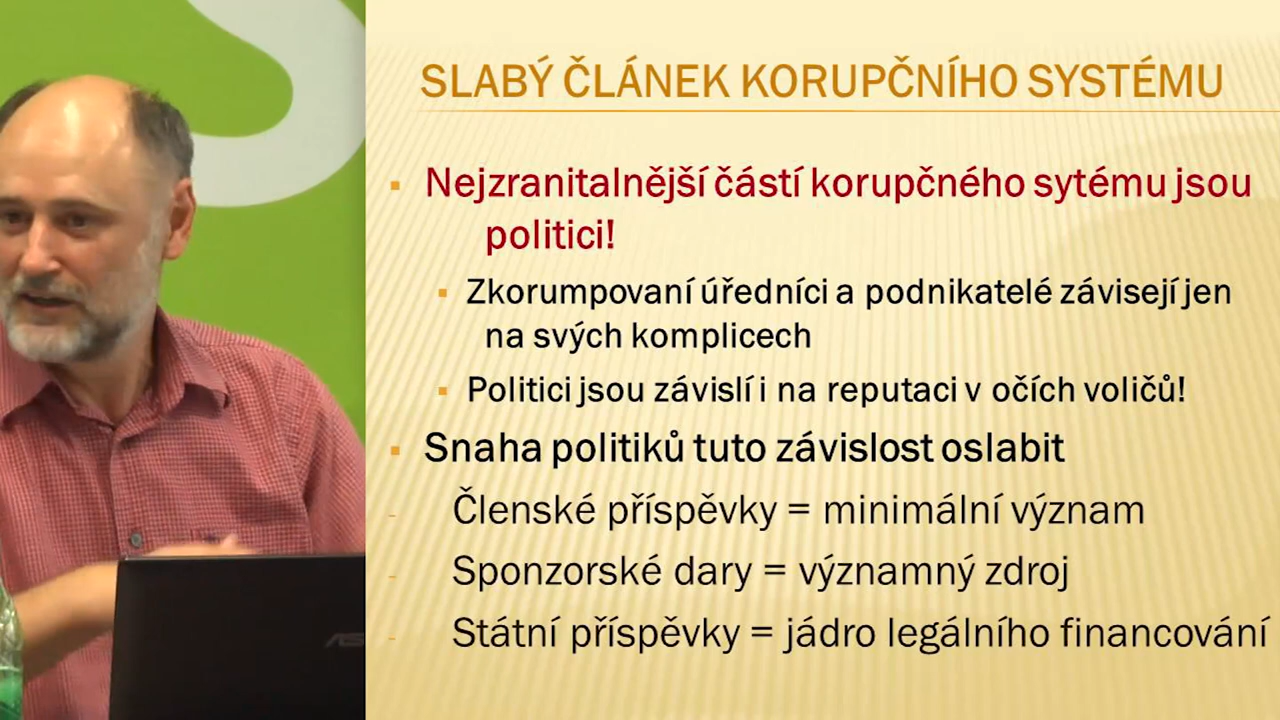 SLABÝ ČLÁNEK KORUPČNÍHO SYSTÉMU
▪ Nejzranitalnější částí korupčného sytému jsou
politici!
▪ Zkorumpovaní úředníci a podnikatelé závisejí jen
na svých komplicech
▪ Politici jsou závislí i na reputaci v očích voličů!
▪ Snaha politiků tuto závislost oslabit
- Členské příspěvky = minimální význam
- Sponzorské dary = významný zdroj
- Státní příspěvky = jádro legálního financování